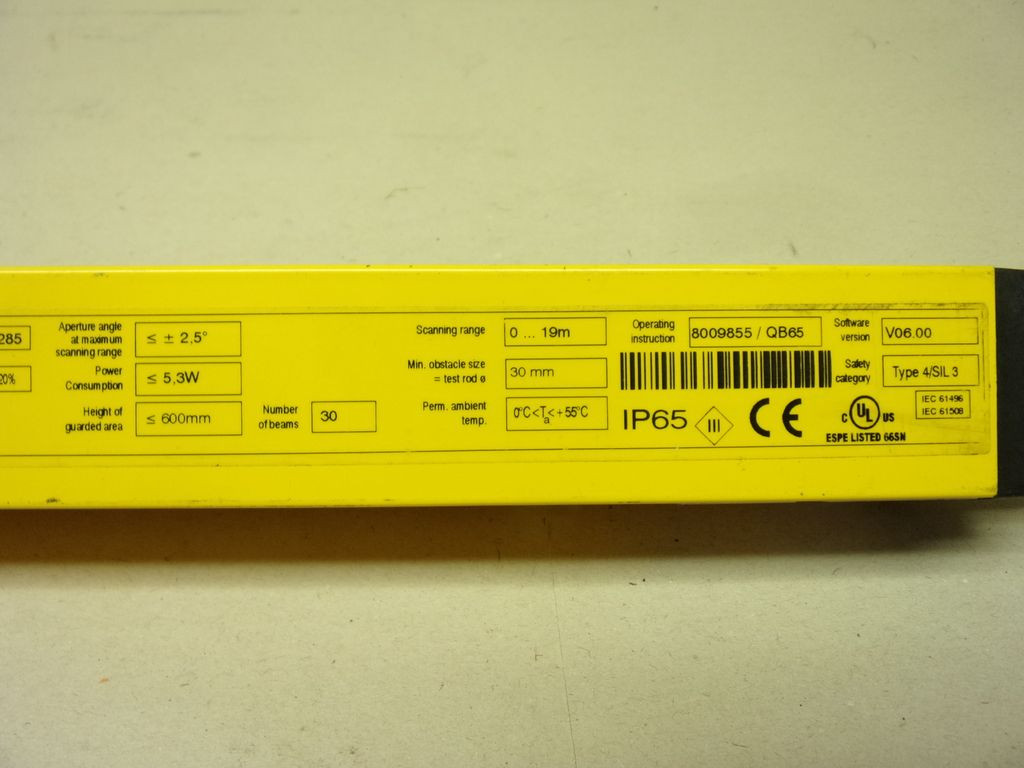 285
20%
Aperture angle
at maximum
scanning range
≤ ± 2,5°
Power
Consumption
≤ 5,3W
Height of
guarded area
≤ 600mm
Number
of beams
30
Scanning range
0 ... 19m
Min. obstacle size
= test rod ø
30 mm
Perm. ambient
temp.
0°C<Ta<+55°C
Operating
instruction
8009855 / QB65
Software
version
V06.00
Safety
category
Type 4/SIL 3
IP65
III
CE
IEC 61496
IEC 61508
C UL US
ESPE LISTED 66SN